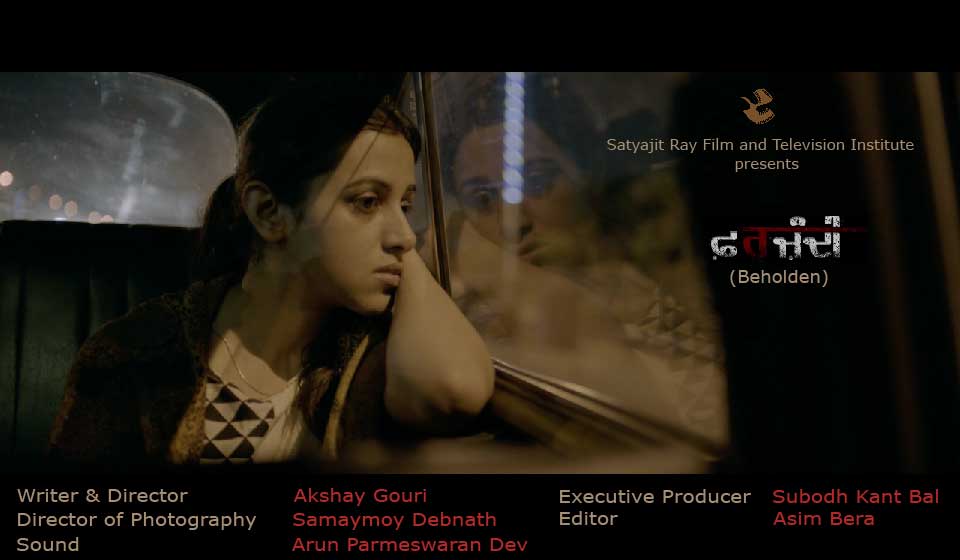 Satyajit Ray Film and Television Institute
presents
ਫ਼ਰਜ਼ੰਦੀ
(Beholden)
Writer & Director Akshay Gouri
Director of Photography Samaymoy Debnath
Sound Arun Parmeswaran Dev
Executive Producer Subodh Kant Bal
Editor Asim Bera